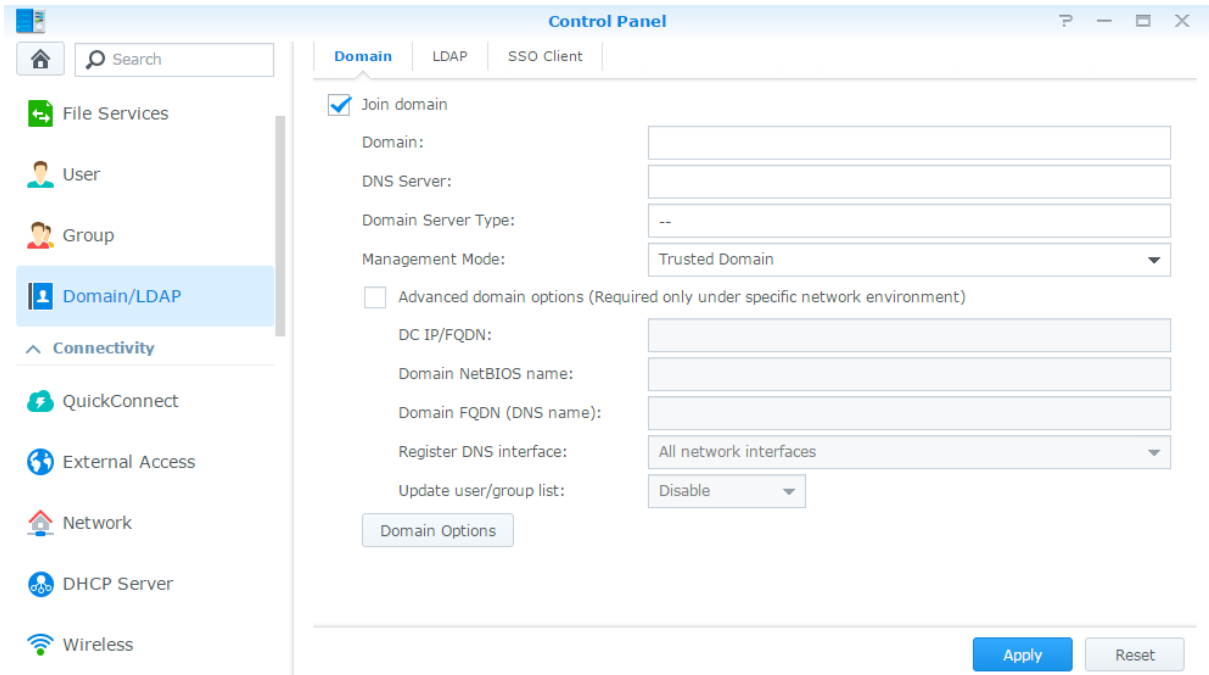 Control Panel
Search
Domain LDAP SSO Client
File Services
User
Group
Domain/LDAP
Connectivity
QuickConnect
External Access
Network
DHCP Server
Wireless
Join domain
Domain:
DNS Server:
Domain Server Type: --
Management Mode: Trusted Domain
Advanced domain options (Required only under specific network environment)
DC IP/FQDN:
Domain NetBIOS name:
Domain FQDN (DNS name):
Register DNS interface: All network interfaces
Update user/group list: Disable
Domain Options
Apply Reset